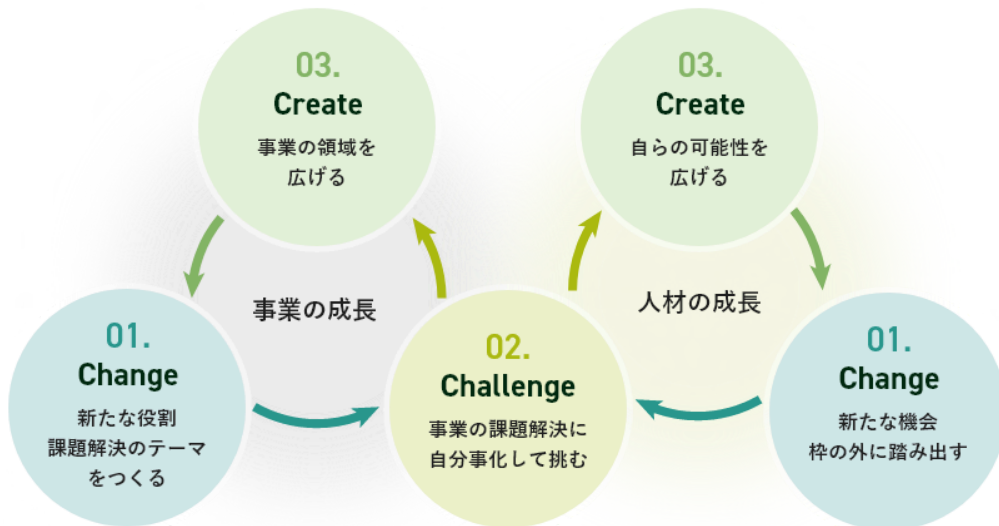 03.
Create
事業の領域を
広げる
03.
Create
自らの可能性を
広げる
事業の成長
人材の成長
01.
Change
新たな役割
課題解決のテーマ
をつくる
02.
Challenge
事業の課題解決に
自分事化して挑む
01.
Change
新たな機会
枠の外に踏み出す